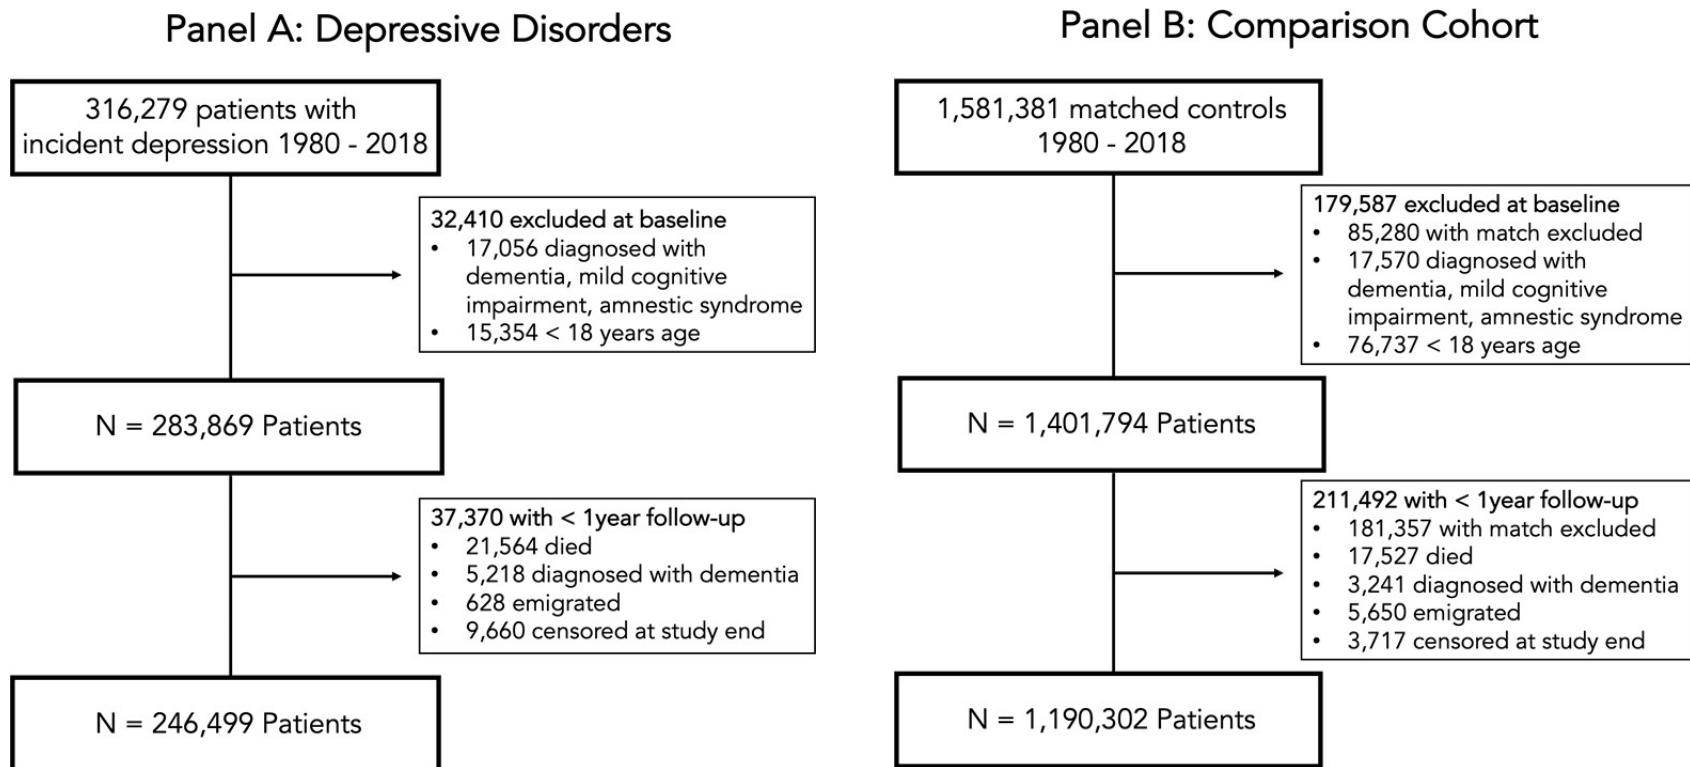 Panel A: Depressive Disorders
316,279 patients with
incident depression 1980 - 2018
32,410 excluded at baseline
• 17,056 diagnosed with
dementia, mild cognitive
impairment, amnestic syndrome
• 15,354 < 18 years age
N = 283,869 Patients
37,370 with < 1year follow-up
• 21,564 died
• 5,218 diagnosed with dementia
• 628 emigrated
• 9,660 censored at study end
N = 246,499 Patients
Panel B: Comparison Cohort
1,581,381 matched controls
1980 - 2018
179,587 excluded at baseline
• 85,280 with match excluded
• 17,570 diagnosed with
dementia, mild cognitive
impairment, amnestic syndrome
• 76,737 < 18 years age
N = 1,401,794 Patients
211,492 with < 1year follow-up
• 181,357 with match excluded
• 17,527 died
• 3,241 diagnosed with dementia
• 5,650 emigrated
• 3,717 censored at study end
N = 1,190,302 Patients